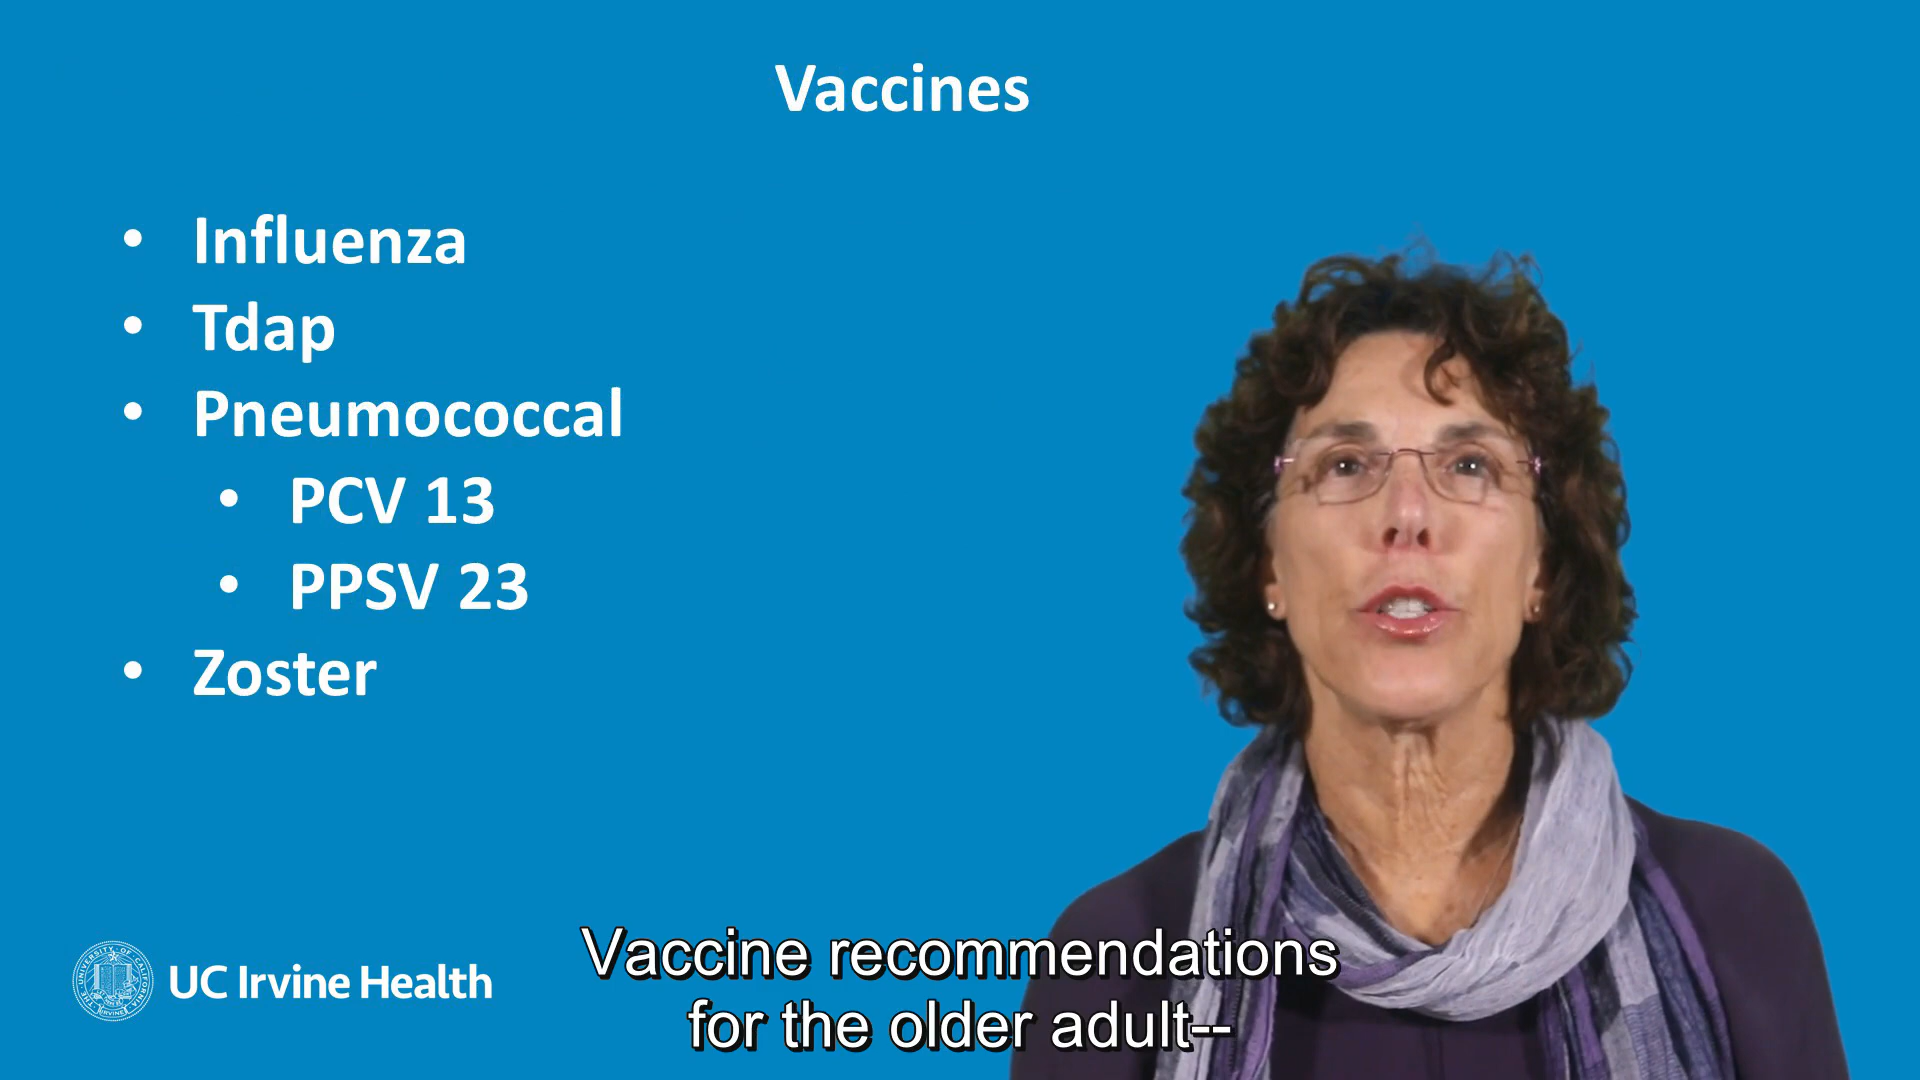 Vaccines
• Influenza
• Tdap
• Pneumococcal
• PCV 13
• PPSV 23
• Zoster
UC Irvine Health
Vaccine recommendations
for the older adult--